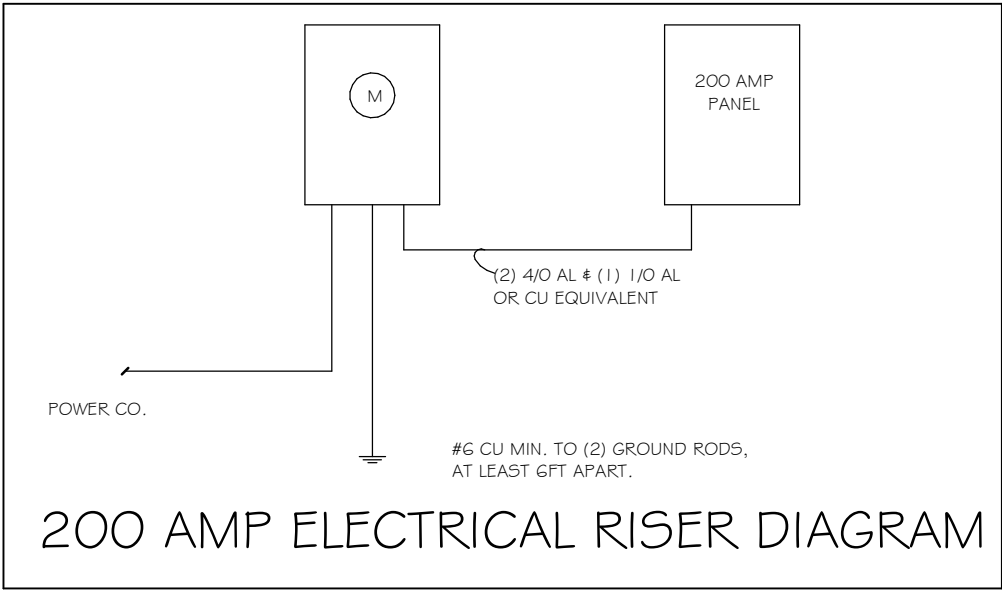 M
200 AMP
PANEL
(2) 4/0 AL & (1) 1/0 AL
OR CU EQUIVALENT
POWER CO.
#6 CU MIN. TO (2) GROUND RODS,
AT LEAST 6FT APART.
200 AMP ELECTRICAL RISER DIAGRAM